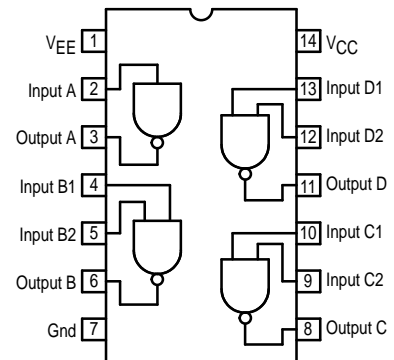 VEE 1
Input A 2
Output A 3
Input B1 4
Input B2 5
Output B 6
Gnd 7
14 VCC
13 Input D1
12 Input D2
11 Output D
10 Input C1
9 Input C2
8 Output C